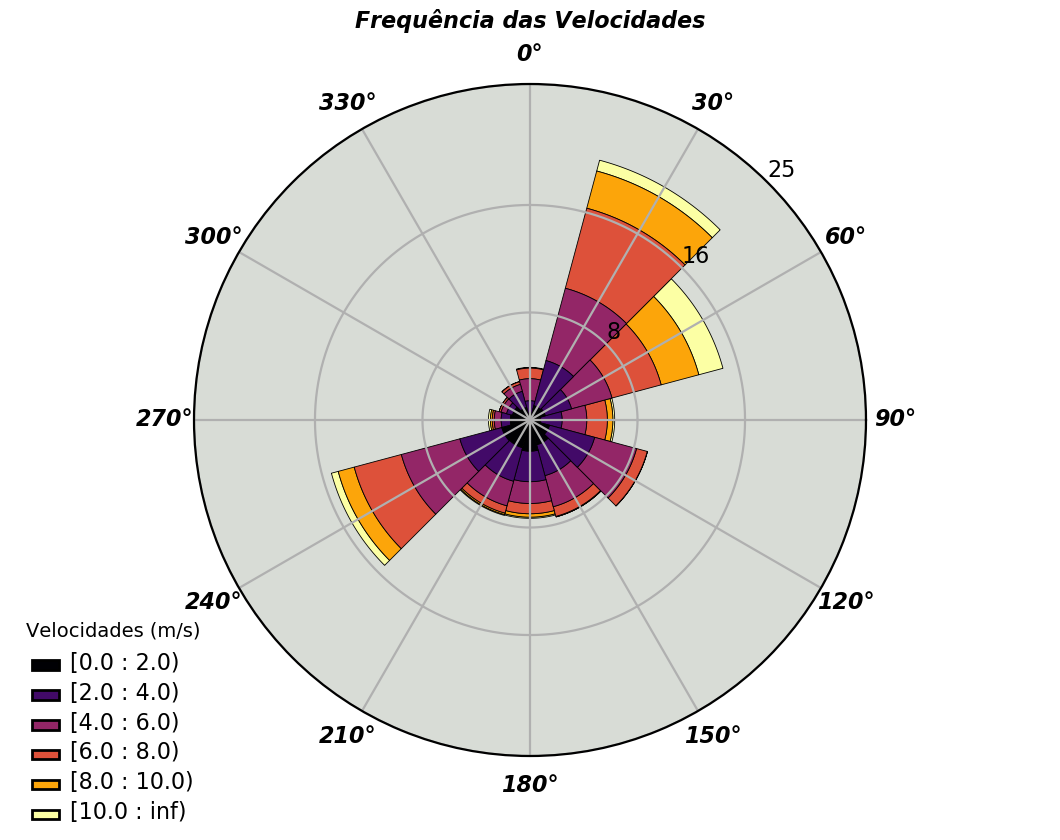 Frequência das Velocidades
0°
330°
30°
25
300°
60°
16
8
270°
90°
240°
120°
210°
150°
180°
Velocidades (m/s)
[0.0 : 2.0)
[2.0 : 4.0)
[4.0 : 6.0)
[6.0 : 8.0)
[8.0 : 10.0)
[10.0 : inf)